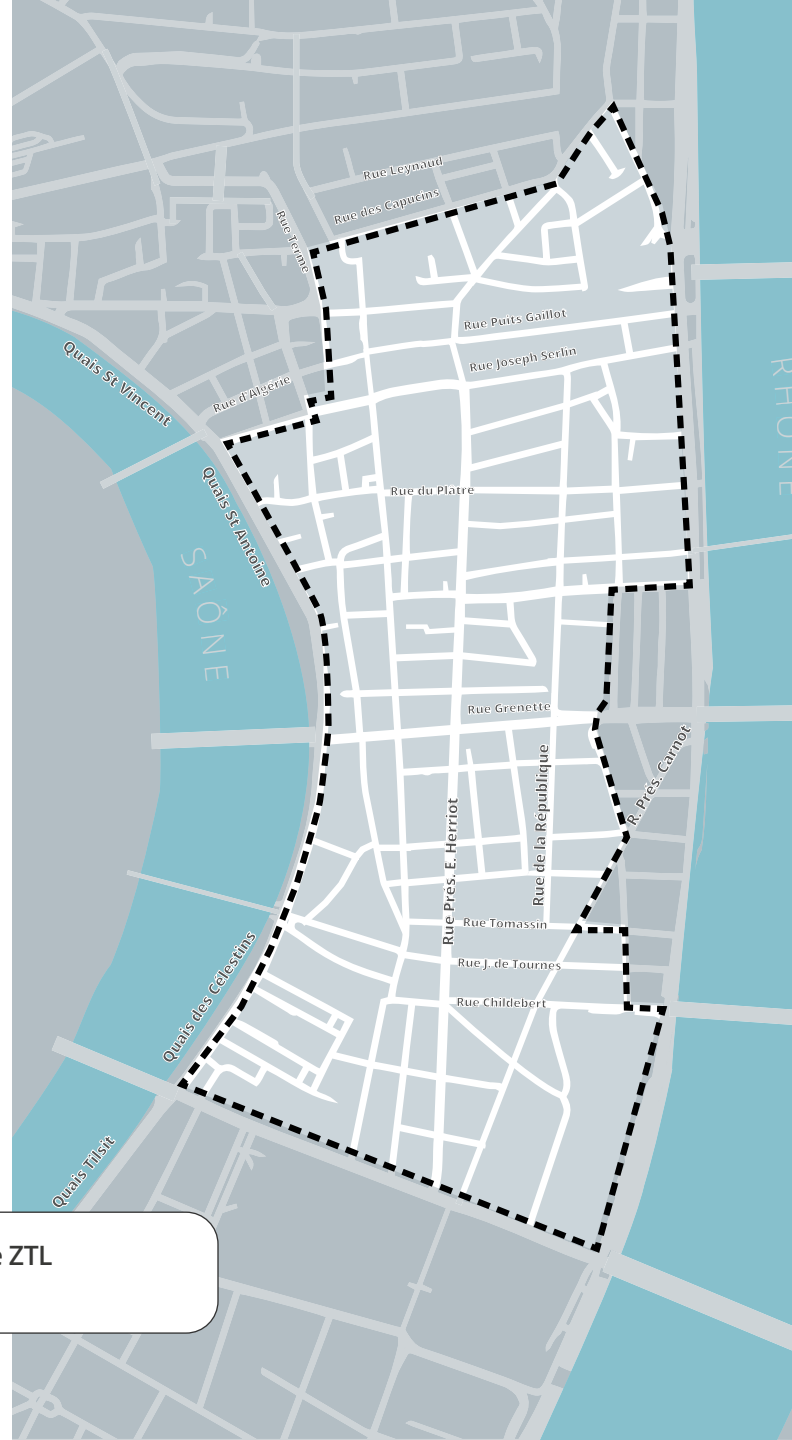 Rue Leynaud
Rue des Capucins
Rue Terme
Rue Puits Gaillot
Quais St Vincent
Rue Joseph Serlin
Rue d'Algerie
RHÔNE
Quais St Antoine
Rue du Platre
SAÔNE
Rue Grenette
R. Prés. Carnot
Rue de la République
Rue Prés. E. Herriot
Rue Tomassin
Quais des Célestins
Rue J. de Tournes
Rue Childebert
Quais Tilsit
e ZTL